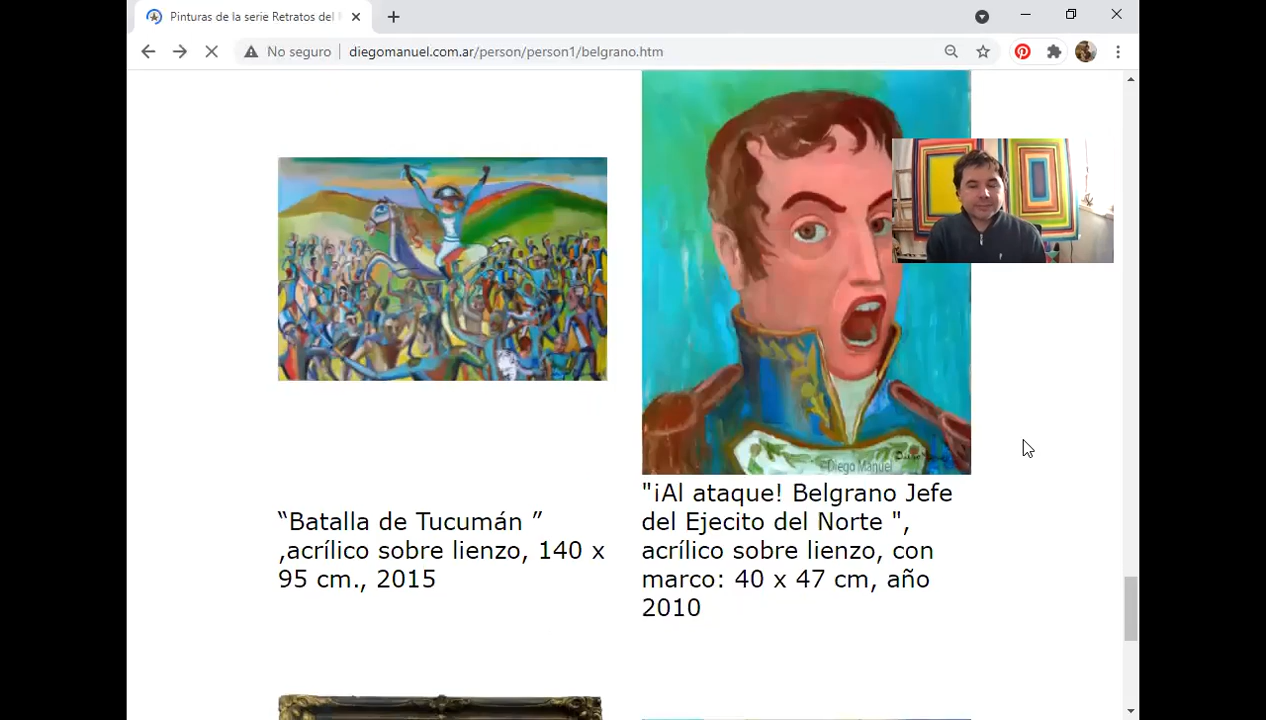 Pinturas de la serie Retratos del
No seguro
diegomanuel.com.ar/person/person1/belgrano.htm
©Diego Manuel
“Batalla de Tucumán ”
,acrílico sobre lienzo, 140 x
95 cm., 2015
"¡Al ataque! Belgrano Jefe
del Ejecito del Norte ",
acrílico sobre lienzo, con
marco: 40 x 47 cm, año
2010